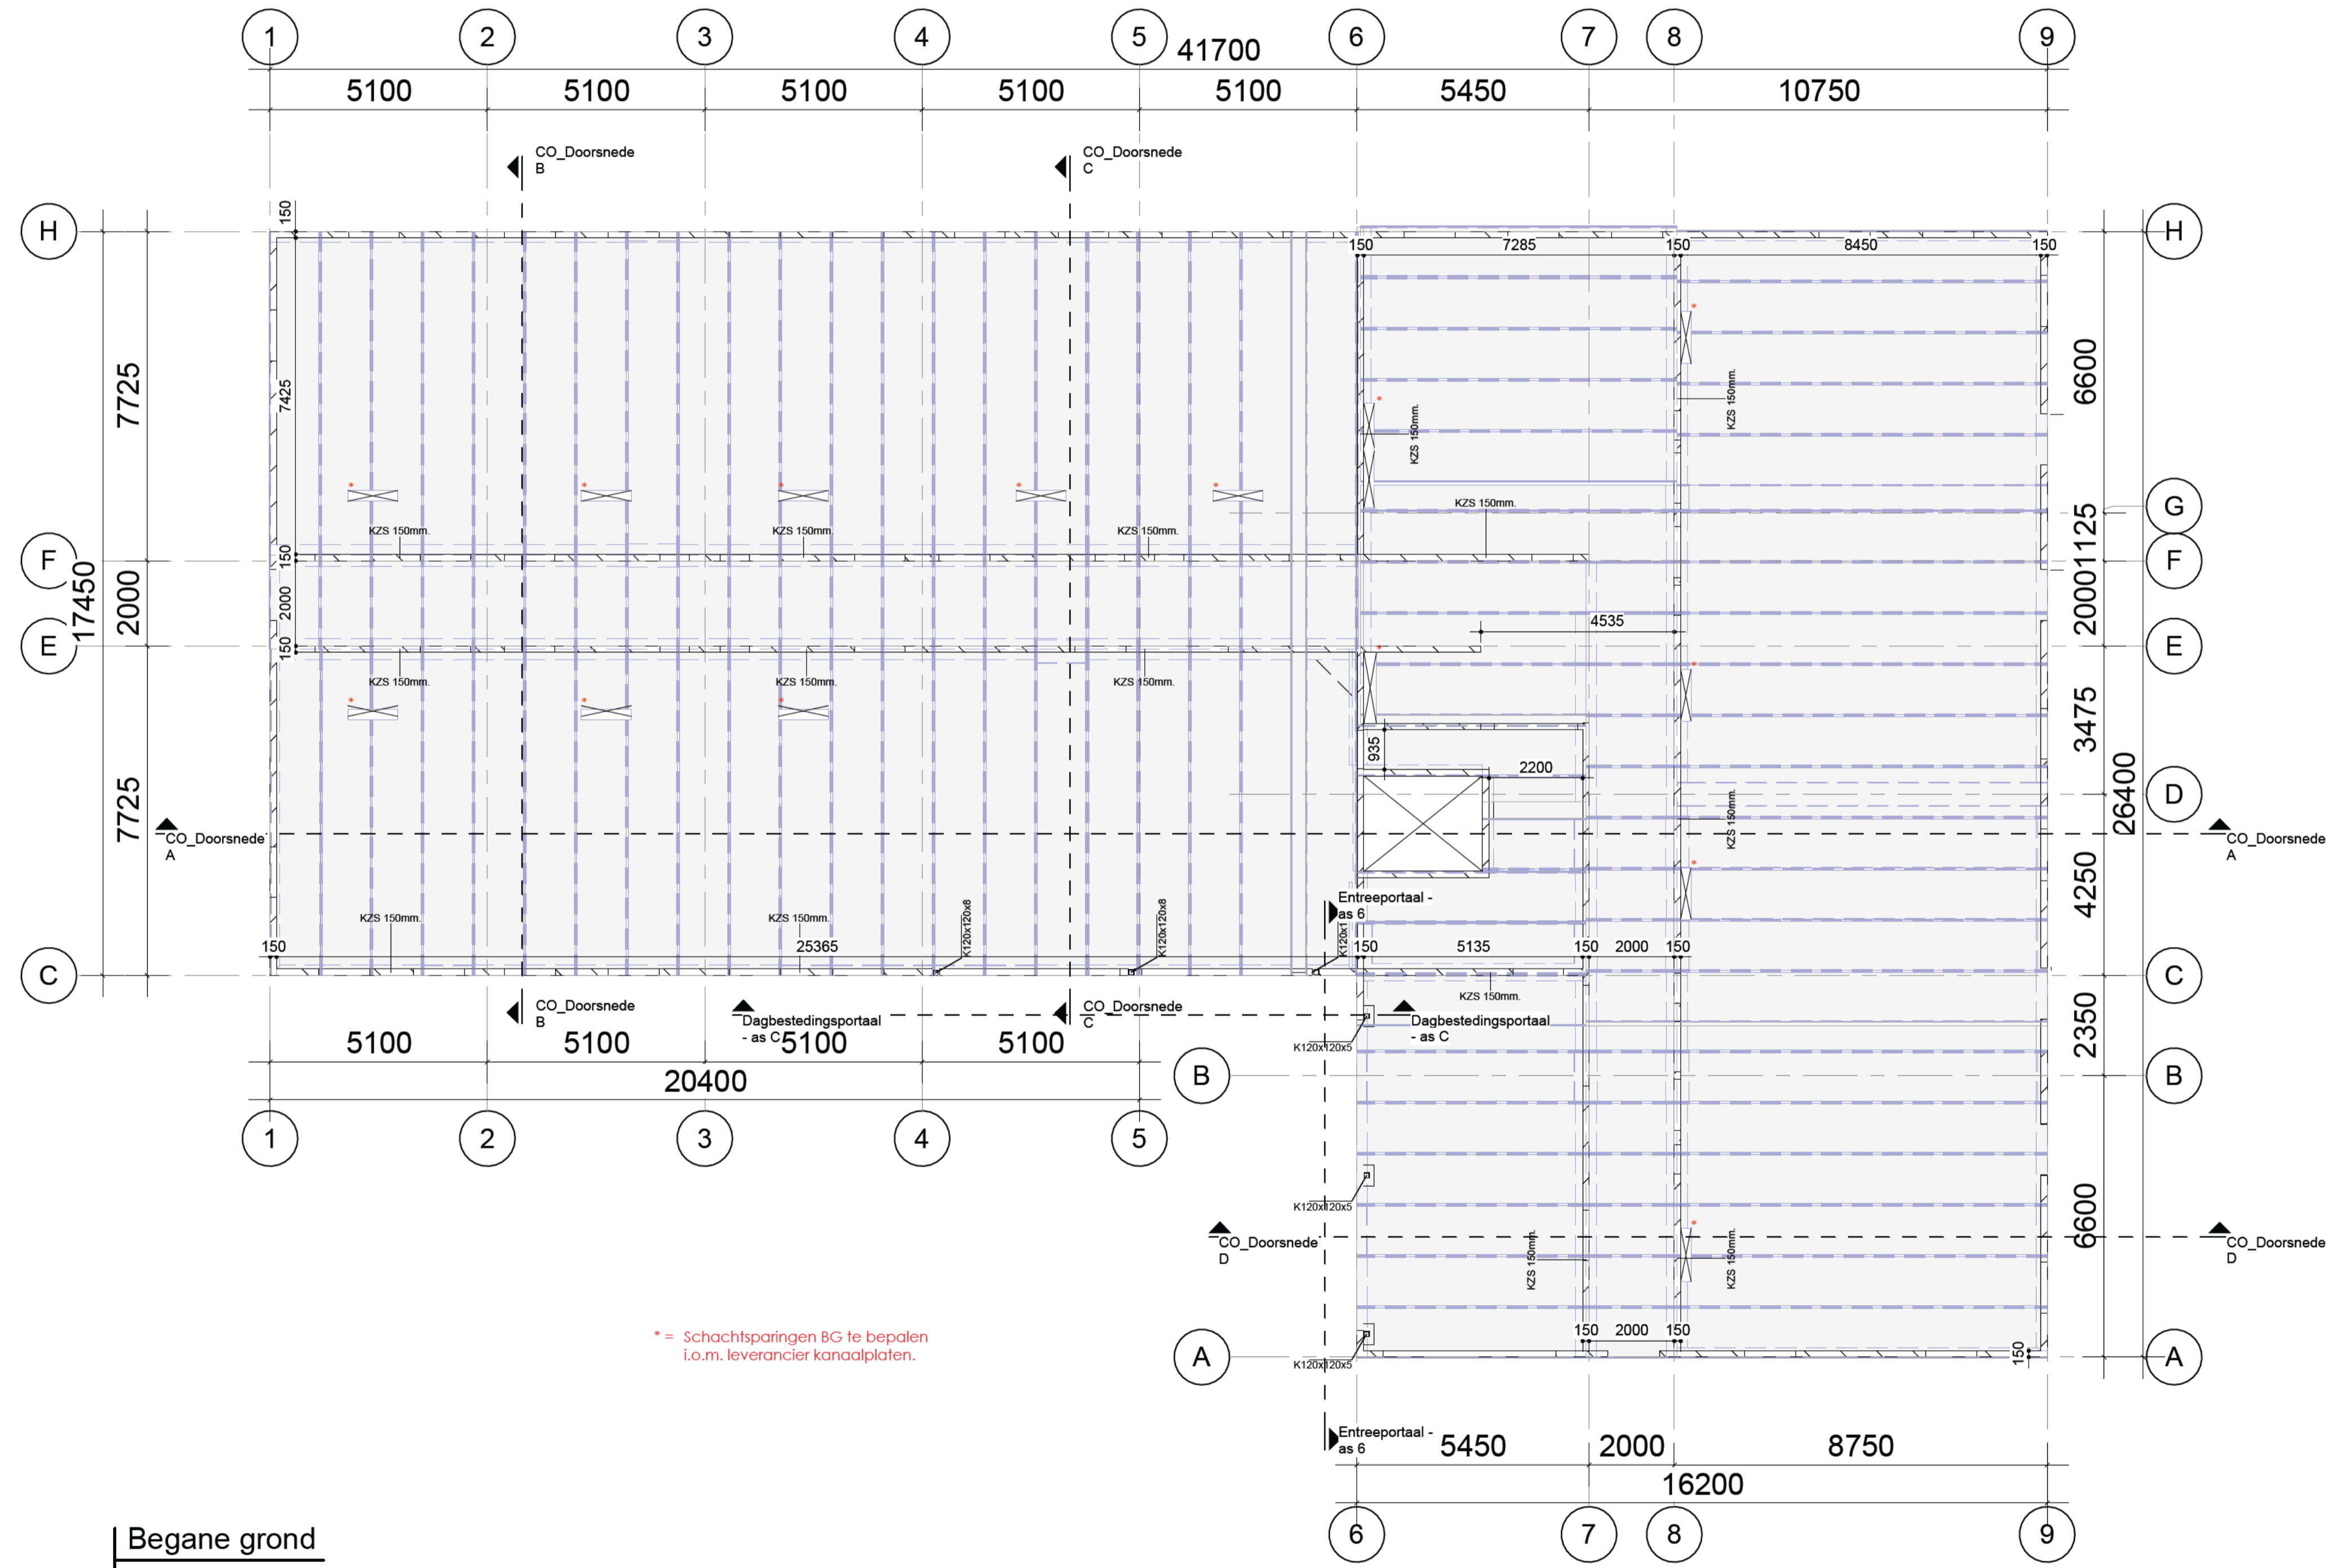 1
2
3
4
5
6
7
8
9
41700
5100
5100
5100
5100
5100
5450
10750
CO_Doorsnede
B
CO_Doorsnede
C
H
H
150
150
7285
150
8450
150
7725
7425
6600
KZS 150mm.
KZS 150mm.
*
*
*
*
*
*
*
KZS 150mm.
KZS 150mm.
KZS 150mm.
KZS 150mm.
G
1125
F
F
150
17450
2000
2000
2000
4535
E
E
150
KZS 150mm.
KZS 150mm.
KZS 150mm.
*
*
*
*
*
3475
935
2200
D
26400
7725
KZS 150mm.
CO_Doorsnede
A
CO_Doorsnede
A
*
4250
KZS 150mm.
KZS 150mm.
K120x120x8
K120x120x8
Entreeportaal -
as 6
K120x1
150
25365
150
5135
150
2000
150
C
C
KZS 150mm.
CO_Doorsnede
B
Dagbestedingsportaal
- as C
CO_Doorsnede
C
Dagbestedingsportaal
- as C
K120x120x5
2350
5100
5100
5100
5100
20400
B
B
1
2
3
4
5
K120x120x5
*
6600
CO_Doorsnede
D
CO_Doorsnede
D
KZS 150mm.
KZS 150mm.
* = Schachtsparingen BG te bepalen
i.o.m. leverancier kanaalplaten.
150
2000
150
150
A
A
K120x120x5
Entreeportaal -
as 6
5450
2000
8750
16200
6
7
8
9
Begane grond